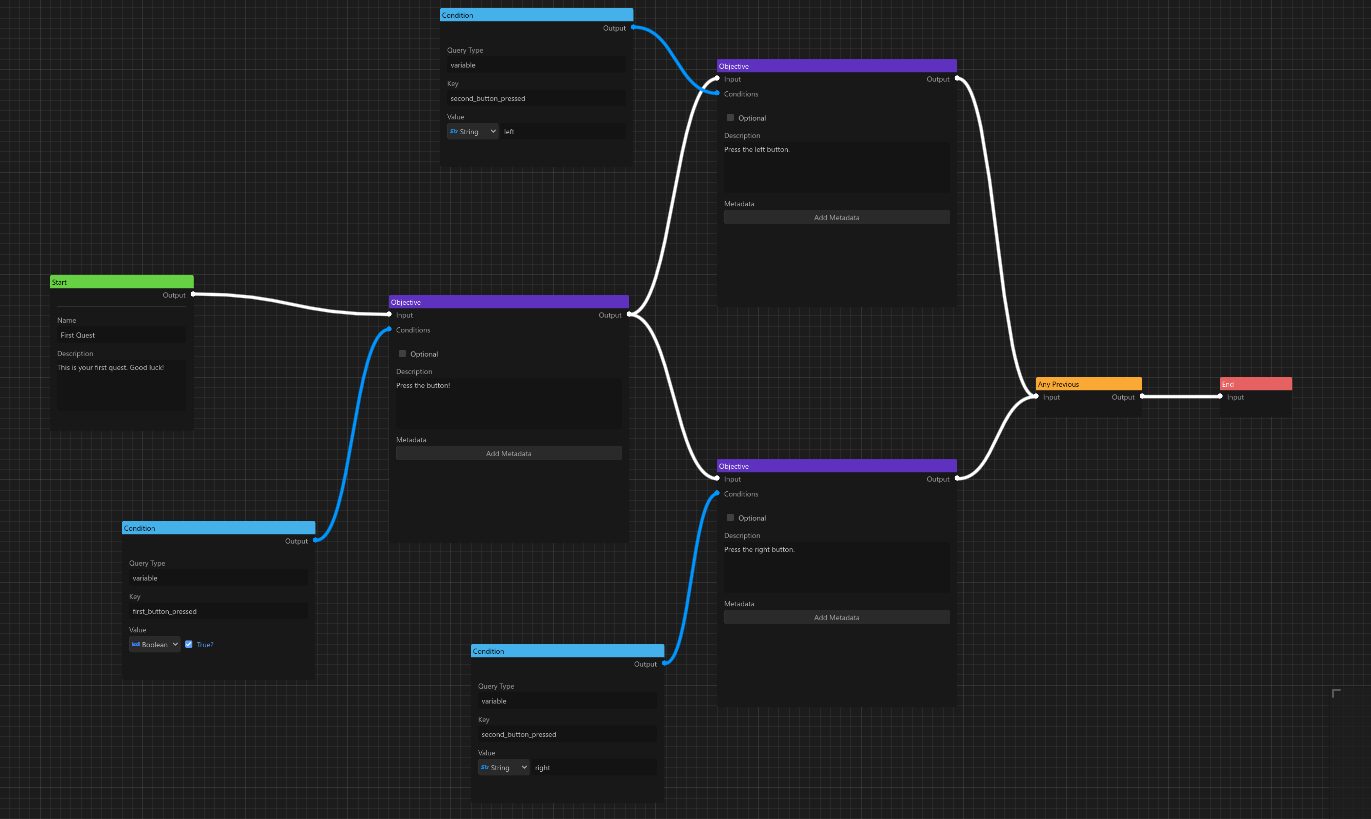 Condition
Output
Query Type
variable
Key
second_button_pressed
Value
Str String left
Objective
Input Output
Conditions
Optional
Description
Press the left button.
Metadata
Add Metadata
Start
Output
Name
First Quest
Description
This is your first quest. Good luck!
Objective
Input Output
Conditions
Optional
Description
Press the button!
Metadata
Add Metadata
Condition
Output
Query Type
variable
Key
first_button_pressed
Value
Boolean True?
Objective
Input Output
Conditions
Optional
Description
Press the right button.
Metadata
Add Metadata
Condition
Output
Query Type
variable
Key
second_button_pressed
Value
Str String right
Any Previous
Input Output
End
Input